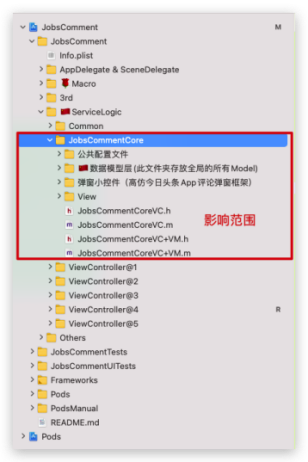 JobsComment M
JobsComment
Info.plist
AppDelegate & SceneDelegate
Macro
3rd
ServiceLogic
Common
JobsCommentCore
公共配置文件
数据模型层 (此文件夹存放全局的所有Model)
弹窗小控件（高仿今日头条App评论弹窗框架）
View
JobsCommentCoreVC.h
JobsCommentCoreVC.m
影响范围
JobsCommentCoreVC+VM.h
JobsCommentCoreVC+VM.m
ViewController@1
ViewController@2
ViewController@3
ViewController@4 R
ViewController@5
Others
JobsCommentTests
JobsCommentUITests
Frameworks
Pods
PodsManual
README.md
Pods